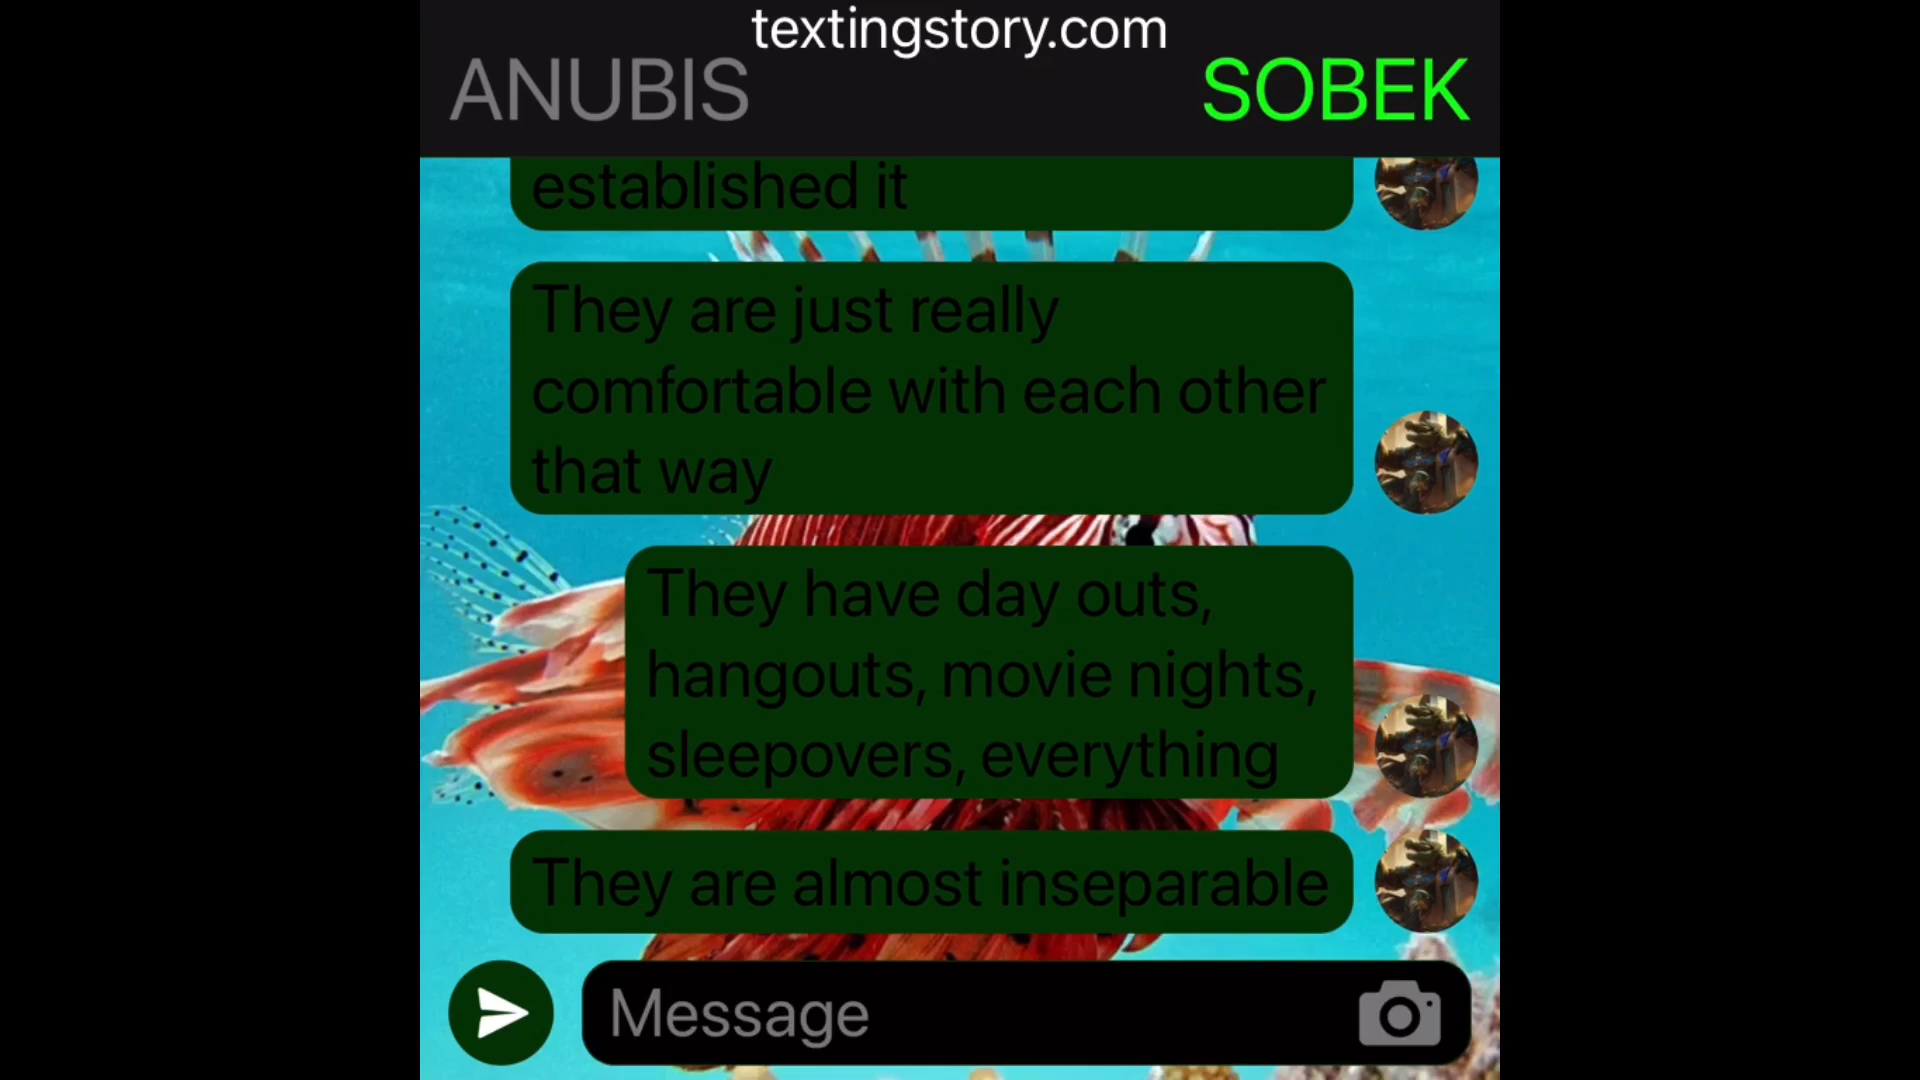 textingstory.com
ANUBIS
SOBEK
established it
They are just really
comfortable with each other
that way
They have day outs,
hangouts, movie nights,
sleepovers, everything
They are almost inseparable
Message